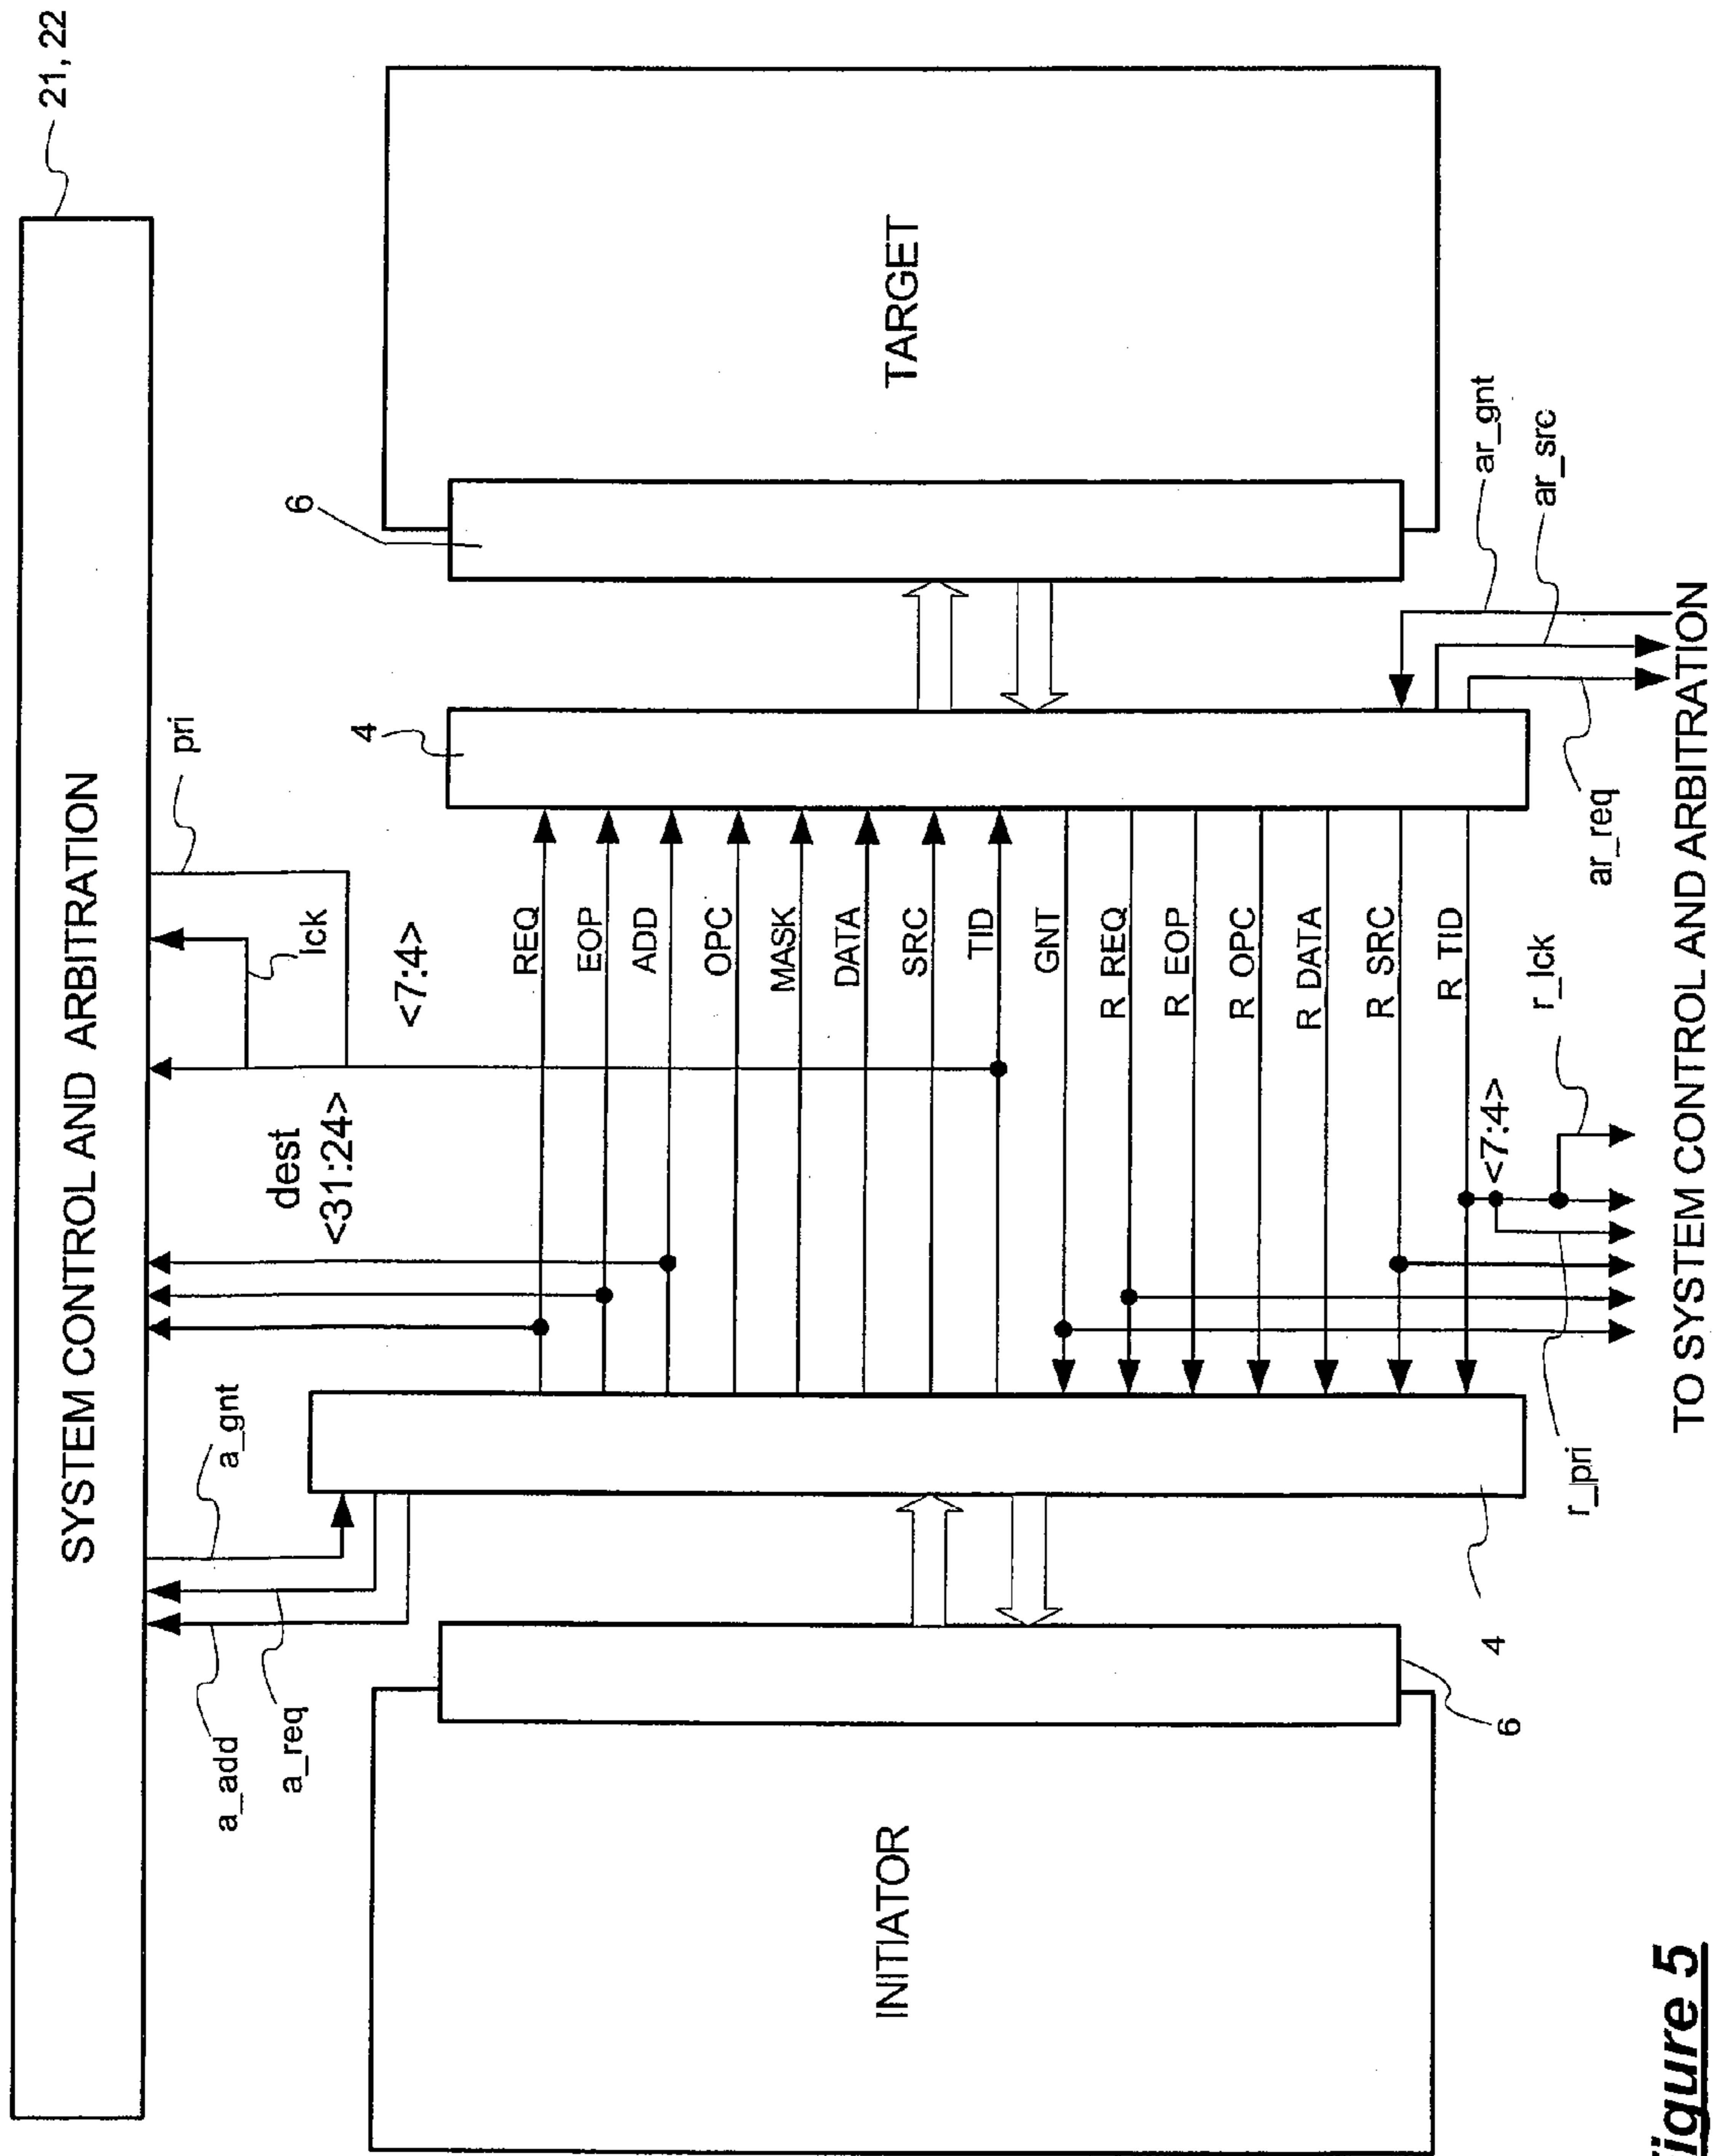 21, 22
SYSTEM CONTROL AND ARBITRATION
a_add
a_req
a_gnt
dest
<31:24>
pri
lck
<7:4>
INITIATOR
6
4
REQ
EOP
ADD
OPC
MASK
DATA
SRC
TID
GNT
R_REQ
R_EOP
R_OPC
R_DATA
R_SRC
R_TID
4
6
TARGET
r_pri
<7:4>
r_lck
ar_req
ar_src
ar_gnt
TO SYSTEM CONTROL AND ARBITRATION
Figure 5